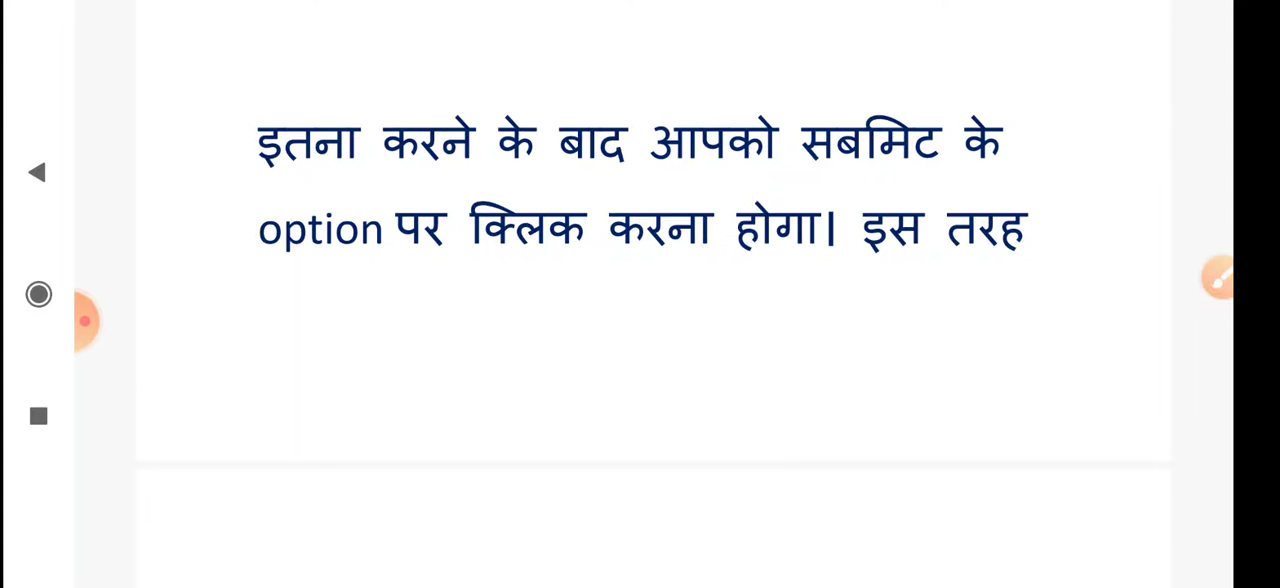 इतना करने के बाद आपको सबमिट के
option पर क्लिक करना होगा। इस तरह